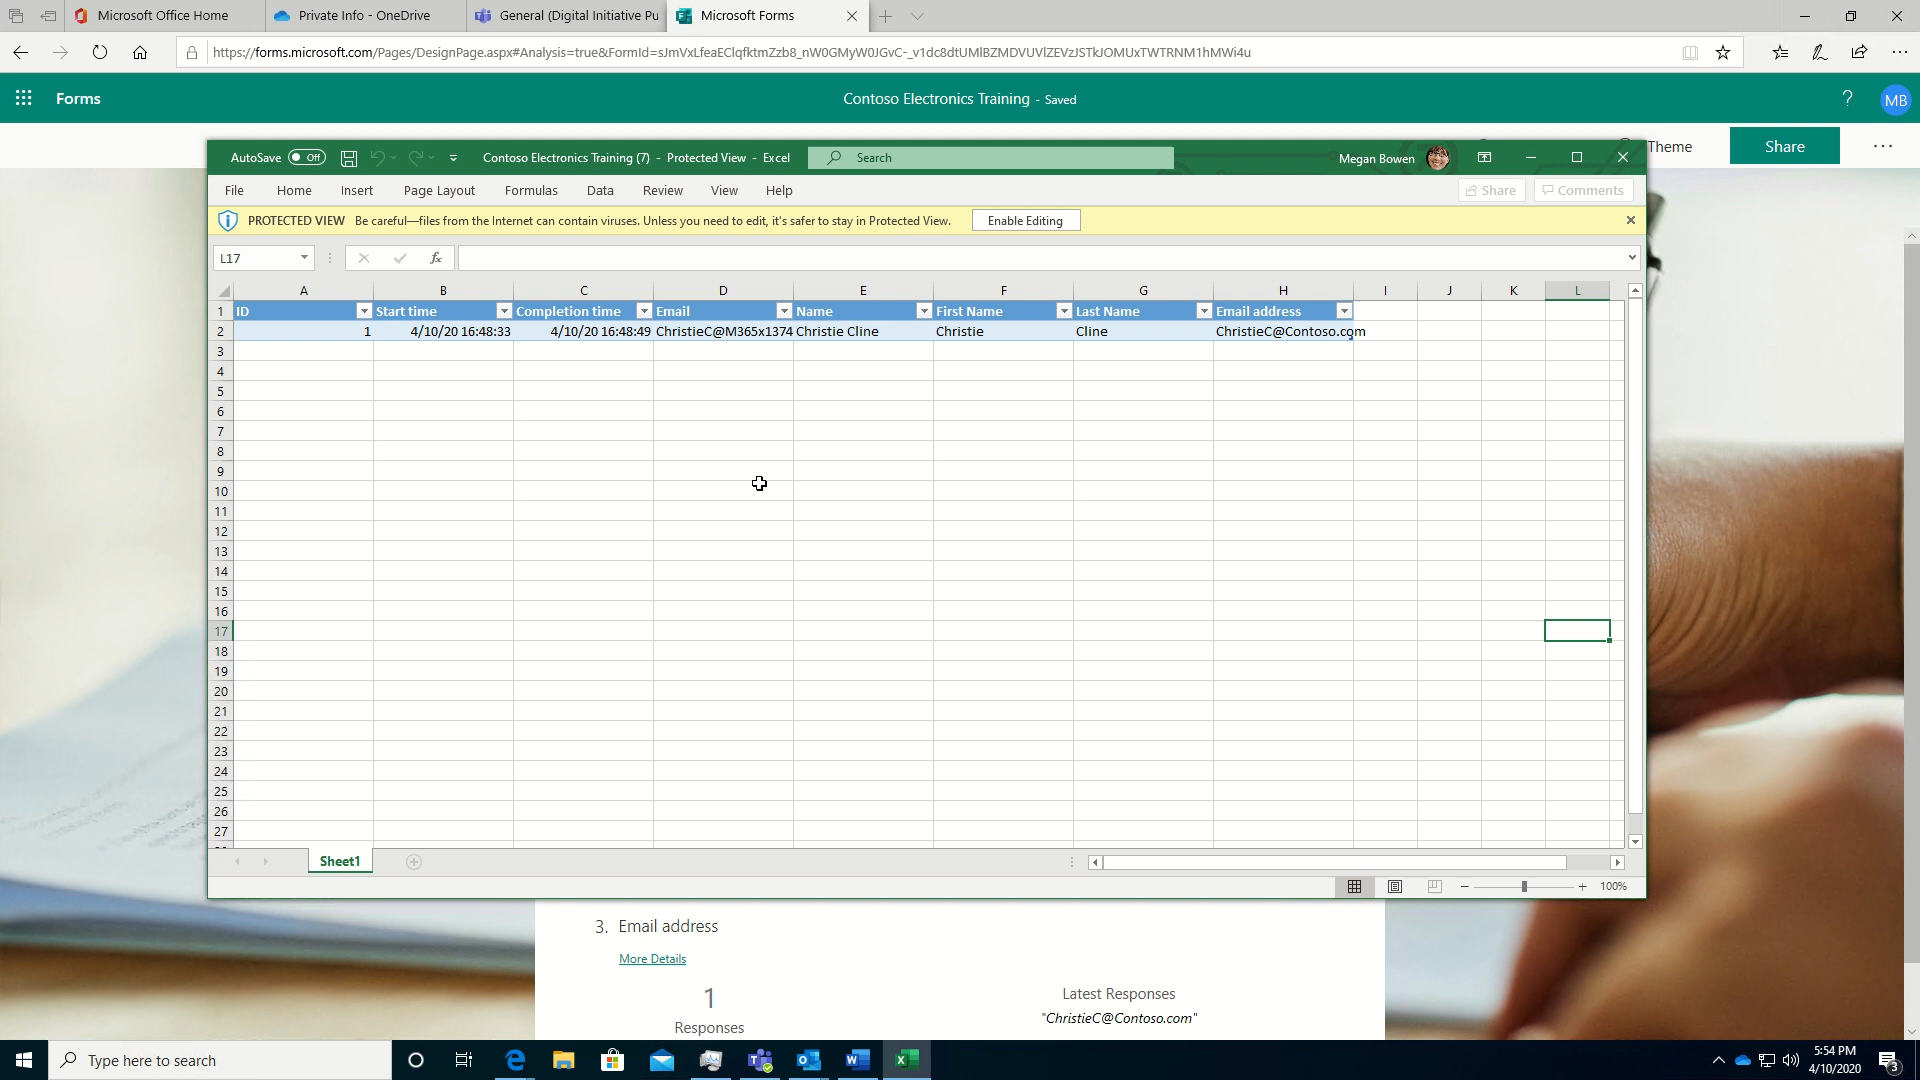 Microsoft Office Home
Private Info - OneDrive
General (Digital Initiative Pu
Microsoft Forms
https://forms.microsoft.com/Pages/DesignPage.aspx#Analysis=true&FormId=sJmVxLfeaEClqfktmZzb8_nW0GMyW0JGvC-_v1dc8dtUMlBZMDVUVlZEVzJSTkJOMUxTWTRNM1hMWi4u
Forms
Contoso Electronics Training - Saved
?
MB
Theme
Share
AutoSave Off
Contoso Electronics Training (7) - Protected View - Excel
Search
Megan Bowen
File Home Insert Page Layout Formulas Data Review View Help
Share
Comments
PROTECTED VIEW Be careful—files from the Internet can contain viruses. Unless you need to edit, it's safer to stay in Protected View.
Enable Editing
L17
fx
A B C D E F G H I J K L
1 ID Start time Completion time Email Name First Name Last Name Email address
2 1 4/10/20 16:48:33 4/10/20 16:48:49 ChristieC@M365x1374 Christie Cline Christie Cline ChristieC@Contoso.com
3
4
5
6
7
8
9
10
11
12
13
14
15
16
17
18
19
20
21
22
23
24
25
26
27
Sheet1
100%
3. Email address
More Details
1
Responses
Latest Responses
"ChristieC@Contoso.com"
Type here to search
5:54 PM
4/10/2020
3